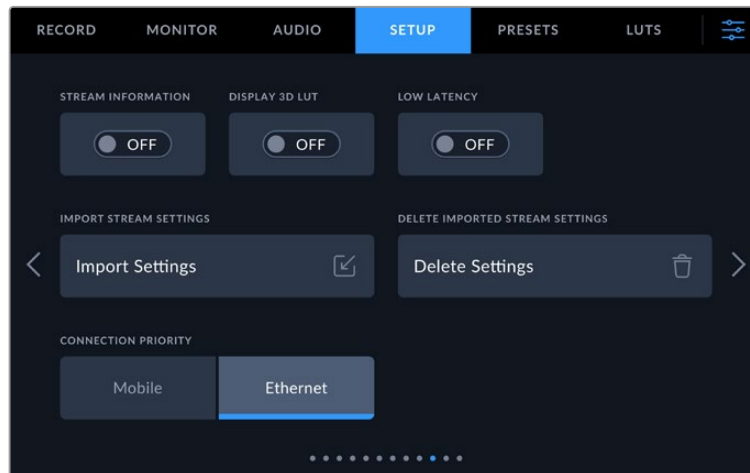 RECORD MONITOR AUDIO SETUP PRESETS LUTS
STREAM INFORMATION DISPLAY 3D LUT LOW LATENCY
OFF OFF OFF
IMPORT STREAM SETTINGS DELETE IMPORTED STREAM SETTINGS
Import Settings Delete Settings
CONNECTION PRIORITY
Mobile Ethernet